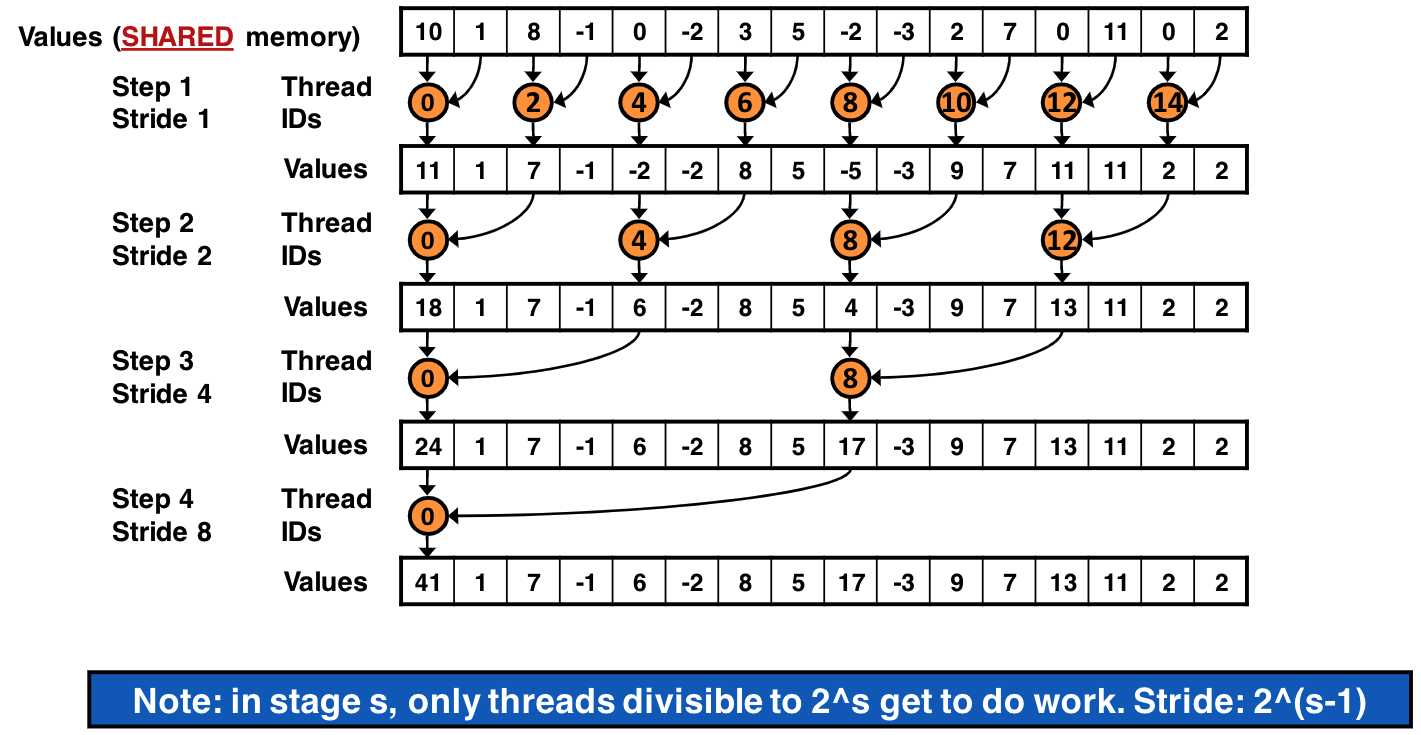 Values (SHARED memory) 10 1 8 -1 0 -2 3 5 -2 -3 2 7 0 11 0 2
Step 1 Thread 0 2 4 6 8 10 12 14
Stride 1 IDs
Values 11 1 7 -1 -2 -2 8 5 -5 -3 9 7 11 11 2 2
Step 2 Thread 0 4 8 12
Stride 2 IDs
Values 18 1 7 -1 6 -2 8 5 4 -3 9 7 13 11 2 2
Step 3 Thread 0 8
Stride 4 IDs
Values 24 1 7 -1 6 -2 8 5 17 -3 9 7 13 11 2 2
Step 4 Thread 0
Stride 8 IDs
Values 41 1 7 -1 6 -2 8 5 17 -3 9 7 13 11 2 2
Note: in stage s, only threads divisible to 2^s get to do work. Stride: 2^(s-1)